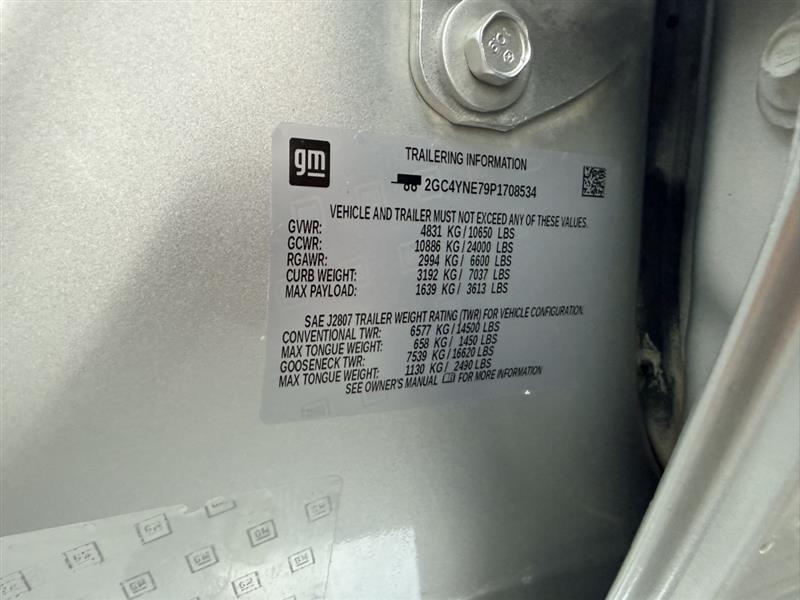 gm
TRAILERING INFORMATION
2GC4YNE79P1708534
VEHICLE AND TRAILER MUST NOT EXCEED ANY OF THESE VALUES.
GVWR: 4831 KG/10650 LBS
GCWR: 10886 KG/24000 LBS
RGAWR: 2994 KG/ 6600 LBS
CURB WEIGHT: 3192 KG/ 7037 LBS
MAX PAYLOAD: 1639 KG/ 3613 LBS
SAE J2807 TRAILER WEIGHT RATING (TWR) FOR VEHICLE CONFIGURATION.
CONVENTIONAL TWR: 6577 KG/14500 LBS
MAX TONGUE WEIGHT: 658 KG/ 1450 LBS
GOOSENECK TWR: 7539 KG/16620 LBS
MAX TONGUE WEIGHT: 1130 KG/ 2490 LBS
SEE OWNER'S MANUAL FOR MORE INFORMATION